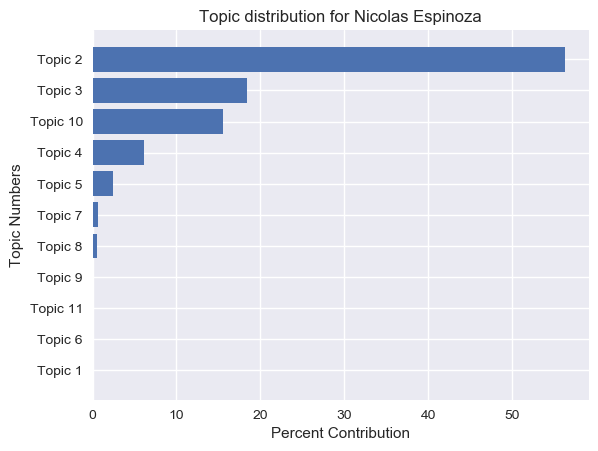 Topic distribution for Nicolas Espinoza
Topic 2
Topic 3
Topic 10
Topic 4
Topic 5
Topic 7
Topic 8
Topic 9
Topic 11
Topic 6
Topic 1
Topic Numbers
0 10 20 30 40 50
Percent Contribution